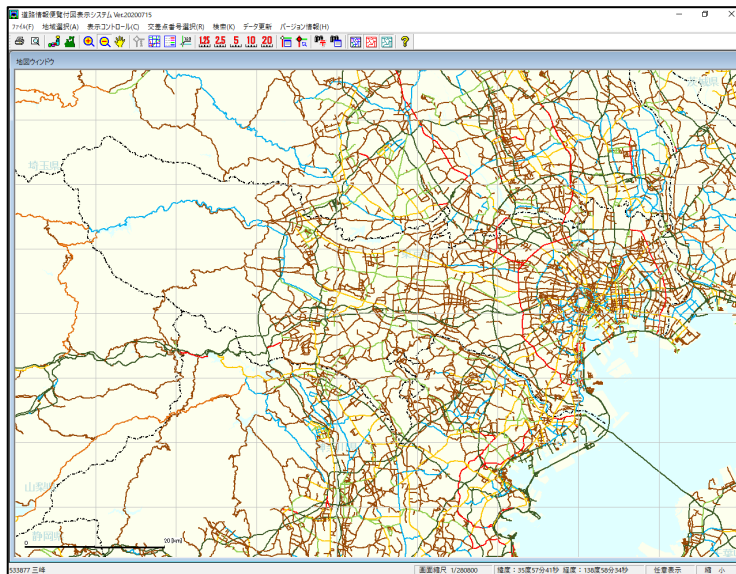 道路情報便覧付図表示システム Ver.20200715
ファイル(F) 地域選択(A) 表示コントロール(C) 交差点番号選択(R) 検索(K) データ更新 バージョン情報(H)
1.25 2.5 5 10 20
地図ウィンドウ
茨城県
埼玉県
山梨県
静岡県
0 20(km)
533877 三峰 画面縮尺 1/280800 緯度：35度57分41秒 経度：138度58分34秒 任意表示 縮 小